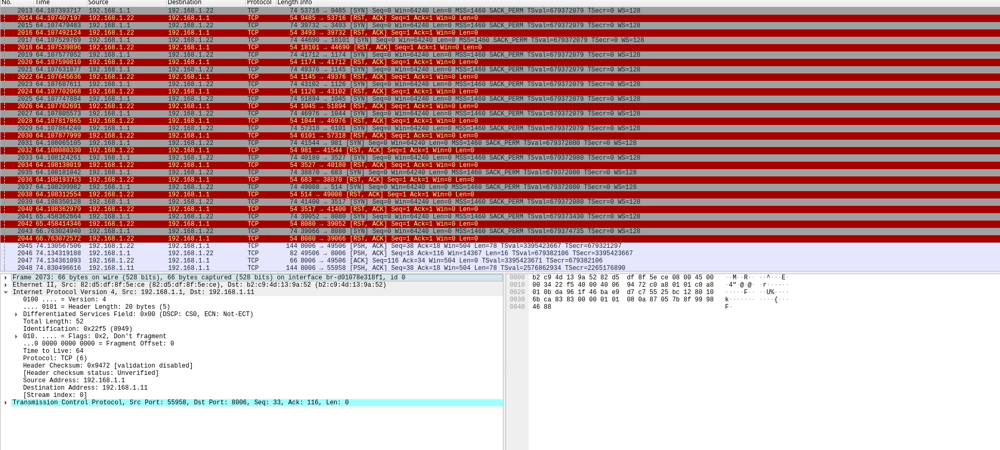 No. Time Source Destination Protocol Length Info
2013 64.107393717 192.168.1.1 192.168.1.22 TCP 74 53716 → 9485 [SYN] Seq=0 Win=64240 Len=0 MSS=1460 SACK_PERM TSval=679372079 TSecr=0 WS=128
2014 64.107407197 192.168.1.22 192.168.1.1 TCP 54 9485 → 53716 [RST, ACK] Seq=1 Ack=1 Win=0 Len=0
2015 64.107479483 192.168.1.1 192.168.1.22 TCP 74 39732 → 3493 [SYN] Seq=0 Win=64240 Len=0 MSS=1460 SACK_PERM TSval=679372079 TSecr=0 WS=128
2016 64.107492124 192.168.1.22 192.168.1.1 TCP 54 3493 → 39732 [RST, ACK] Seq=1 Ack=1 Win=0 Len=0
2017 64.107529769 192.168.1.1 192.168.1.22 TCP 74 44690 → 18101 [SYN] Seq=0 Win=64240 Len=0 MSS=1460 SACK_PERM TSval=679372079 TSecr=0 WS=128
2018 64.107539896 192.168.1.22 192.168.1.1 TCP 54 18101 → 44690 [RST, ACK] Seq=1 Ack=1 Win=0 Len=0
2019 64.107577052 192.168.1.1 192.168.1.22 TCP 74 41712 → 1174 [SYN] Seq=0 Win=64240 Len=0 MSS=1460 SACK_PERM TSval=679372079 TSecr=0 WS=128
2020 64.107590810 192.168.1.22 192.168.1.1 TCP 54 1174 → 41712 [RST, ACK] Seq=1 Ack=1 Win=0 Len=0
2021 64.107631877 192.168.1.1 192.168.1.22 TCP 74 49376 → 1145 [SYN] Seq=0 Win=64240 Len=0 MSS=1460 SACK_PERM TSval=679372079 TSecr=0 WS=128
2022 64.107645636 192.168.1.22 192.168.1.1 TCP 54 1145 → 49376 [RST, ACK] Seq=1 Ack=1 Win=0 Len=0
2023 64.107687611 192.168.1.1 192.168.1.22 TCP 74 43102 → 1126 [SYN] Seq=0 Win=64240 Len=0 MSS=1460 SACK_PERM TSval=679372079 TSecr=0 WS=128
2024 64.107702068 192.168.1.22 192.168.1.1 TCP 54 1126 → 43102 [RST, ACK] Seq=1 Ack=1 Win=0 Len=0
2025 64.107747884 192.168.1.1 192.168.1.22 TCP 74 51894 → 1045 [SYN] Seq=0 Win=64240 Len=0 MSS=1460 SACK_PERM TSval=679372079 TSecr=0 WS=128
2026 64.107762691 192.168.1.22 192.168.1.1 TCP 54 1045 → 51894 [RST, ACK] Seq=1 Ack=1 Win=0 Len=0
2027 64.107805573 192.168.1.1 192.168.1.22 TCP 74 46976 → 1044 [SYN] Seq=0 Win=64240 Len=0 MSS=1460 SACK_PERM TSval=679372079 TSecr=0 WS=128
2028 64.107817865 192.168.1.22 192.168.1.1 TCP 54 1044 → 46976 [RST, ACK] Seq=1 Ack=1 Win=0 Len=0
2029 64.107864240 192.168.1.1 192.168.1.22 TCP 74 57318 → 6101 [SYN] Seq=0 Win=64240 Len=0 MSS=1460 SACK_PERM TSval=679372079 TSecr=0 WS=128
2030 64.107877999 192.168.1.22 192.168.1.1 TCP 54 6101 → 57318 [RST, ACK] Seq=1 Ack=1 Win=0 Len=0
2031 64.108065105 192.168.1.1 192.168.1.22 TCP 74 41544 → 981 [SYN] Seq=0 Win=64240 Len=0 MSS=1460 SACK_PERM TSval=679372080 TSecr=0 WS=128
2032 64.108080330 192.168.1.22 192.168.1.1 TCP 54 981 → 41544 [RST, ACK] Seq=1 Ack=1 Win=0 Len=0
2033 64.108124261 192.168.1.1 192.168.1.22 TCP 74 40180 → 3527 [SYN] Seq=0 Win=64240 Len=0 MSS=1460 SACK_PERM TSval=679372080 TSecr=0 WS=128
2034 64.108138019 192.168.1.22 192.168.1.1 TCP 54 3527 → 40180 [RST, ACK] Seq=1 Ack=1 Win=0 Len=0
2035 64.108181042 192.168.1.1 192.168.1.22 TCP 74 38870 → 683 [SYN] Seq=0 Win=64240 Len=0 MSS=1460 SACK_PERM TSval=679372080 TSecr=0 WS=128
2036 64.108193753 192.168.1.22 192.168.1.1 TCP 54 683 → 38870 [RST, ACK] Seq=1 Ack=1 Win=0 Len=0
2037 64.108299982 192.168.1.1 192.168.1.22 TCP 74 49008 → 514 [SYN] Seq=0 Win=64240 Len=0 MSS=1460 SACK_PERM TSval=679372080 TSecr=0 WS=128
2038 64.108312554 192.168.1.22 192.168.1.1 TCP 54 514 → 49008 [RST, ACK] Seq=1 Ack=1 Win=0 Len=0
2039 64.108350128 192.168.1.1 192.168.1.22 TCP 74 41400 → 3517 [SYN] Seq=0 Win=64240 Len=0 MSS=1460 SACK_PERM TSval=679372080 TSecr=0 WS=128
2040 64.108362979 192.168.1.22 192.168.1.1 TCP 54 3517 → 41400 [RST, ACK] Seq=1 Ack=1 Win=0 Len=0
2041 65.458362664 192.168.1.1 192.168.1.22 TCP 74 39052 → 8080 [SYN] Seq=0 Win=64240 Len=0 MSS=1460 SACK_PERM TSval=679373430 TSecr=0 WS=128
2042 65.458414346 192.168.1.22 192.168.1.1 TCP 54 8080 → 39052 [RST, ACK] Seq=1 Ack=1 Win=0 Len=0
2043 66.763024940 192.168.1.1 192.168.1.22 TCP 74 39066 → 8080 [SYN] Seq=0 Win=64240 Len=0 MSS=1460 SACK_PERM TSval=679374735 TSecr=0 WS=128
2044 66.763072572 192.168.1.22 192.168.1.1 TCP 54 8080 → 39066 [RST, ACK] Seq=1 Ack=1 Win=0 Len=0
2045 74.130567506 192.168.1.22 192.168.1.1 TCP 144 8006 → 49506 [PSH, ACK] Seq=38 Ack=18 Win=504 Len=78 TSval=3395423667 TSecr=679321297
2046 74.134319188 192.168.1.1 192.168.1.22 TCP 82 49506 → 8006 [PSH, ACK] Seq=18 Ack=116 Win=14367 Len=16 TSval=679382106 TSecr=3395423667
2047 74.134361093 192.168.1.22 192.168.1.1 TCP 66 8006 → 49506 [ACK] Seq=116 Ack=34 Win=504 Len=0 TSval=3395423671 TSecr=679382106
2048 74.830496616 192.168.1.11 192.168.1.1 TCP 144 8006 → 55958 [PSH, ACK] Seq=38 Ack=18 Win=504 Len=78 TSval=2576862934 TSecr=2265176890
Frame 2073: 66 bytes on wire (528 bits), 66 bytes captured (528 bits) on interface br-d01078e318f1, id 0
Ethernet II, Src: 82:d5:df:8f:5e:ce (82:d5:df:8f:5e:ce), Dst: b2:c9:4d:13:9a:52 (b2:c9:4d:13:9a:52)
Internet Protocol Version 4, Src: 192.168.1.1, Dst: 192.168.1.11
0100 .... = Version: 4
.... 0101 = Header Length: 20 bytes (5)
Differentiated Services Field: 0x00 (DSCP: CS0, ECN: Not-ECT)
Total Length: 52
Identification: 0x22f5 (8949)
010. .... = Flags: 0x2, Don't fragment
...0 0000 0000 0000 = Fragment Offset: 0
Time to Live: 64
Protocol: TCP (6)
Header Checksum: 0x9472 [validation disabled]
[Header checksum status: Unverified]
Source Address: 192.168.1.1
Destination Address: 192.168.1.11
[Stream index: 0]
Transmission Control Protocol, Src Port: 55958, Dst Port: 8006, Seq: 33, Ack: 116, Len: 0
0000 b2 c9 4d 13 9a 52 82 d5 df 8f 5e ce 08 00 45 00 ··M··R·· ··^···E·
0010 00 34 22 f5 40 00 40 06 94 72 c0 a8 01 01 c0 a8 ·4"·@·@· ·r······
0020 01 0b da 96 1f 46 ba e9 d7 c7 55 25 bc 12 80 10 ·····F·· ··U%····
0030 6b ca 83 83 00 00 01 01 08 0a 87 05 7b 8f 99 98 k······· ····{···
0040 46 88 F·